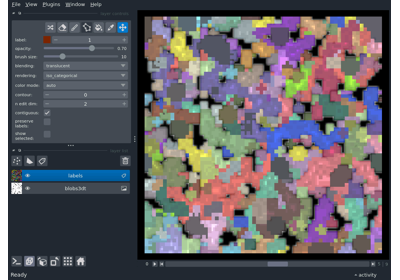 File View Plugins Window Help
label: 1
opacity: 0.70
brush size: 10
blending: translucent
rendering: iso_categorical
color mode: auto
contour: 0
n edit dim: 2
contiguous:
preserve labels:
show selected:
labels
blobs3dt
Ready
activity